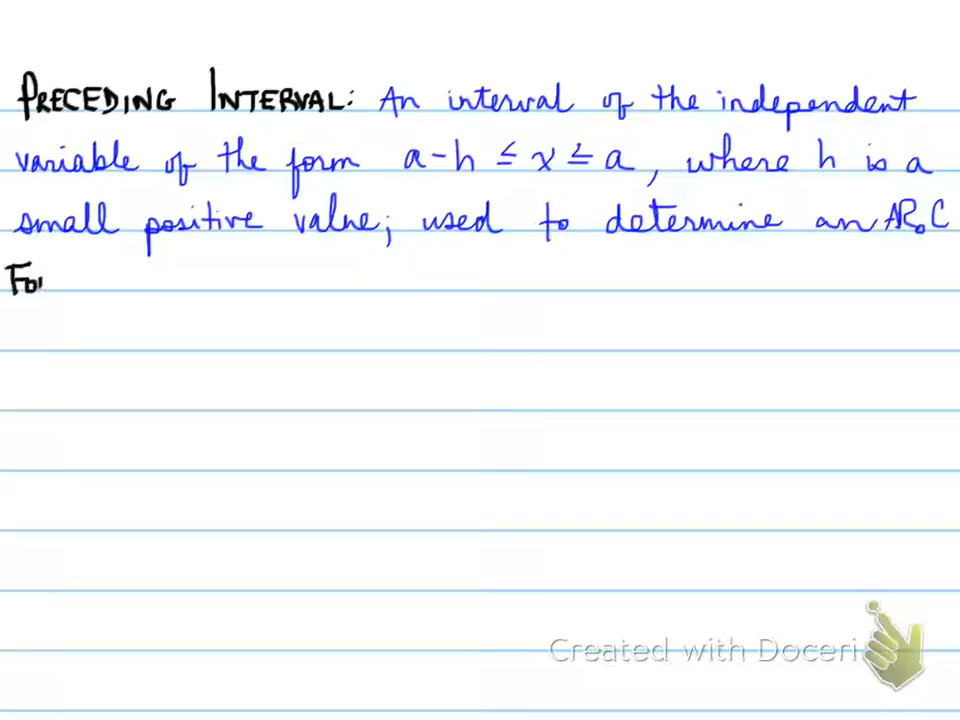 PRECEDING INTERVAL: An interval of the independent
variable of the form a-h ≤ x ≤ a, where h is a
small positive value; used to determine an ARoC
Fo
Created with Doceri